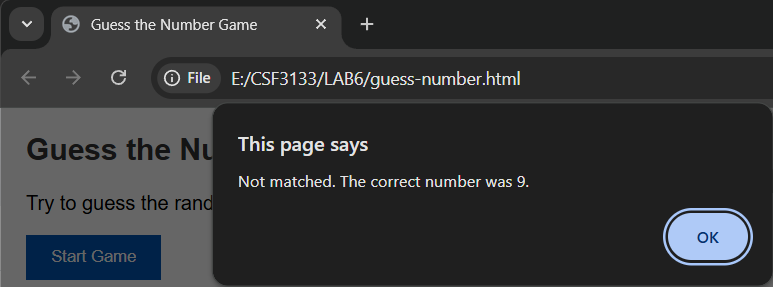 Guess the Number Game
File
E:/CSF3133/LAB6/guess-number.html
This page says
Guess the Nu
Not matched. The correct number was 9.
Try to guess the rand
OK
Start Game